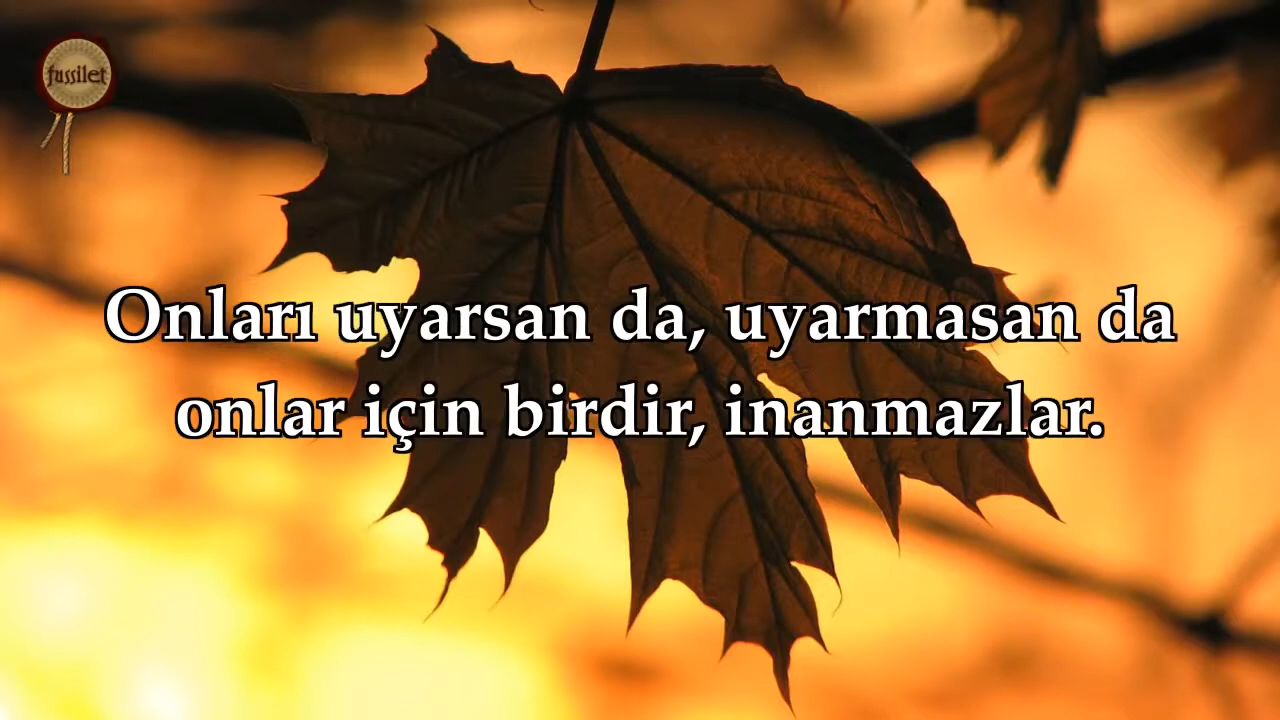 fussilet
Onları uyarsan da, uyarmasan da
onlar için birdir, inanmazlar.